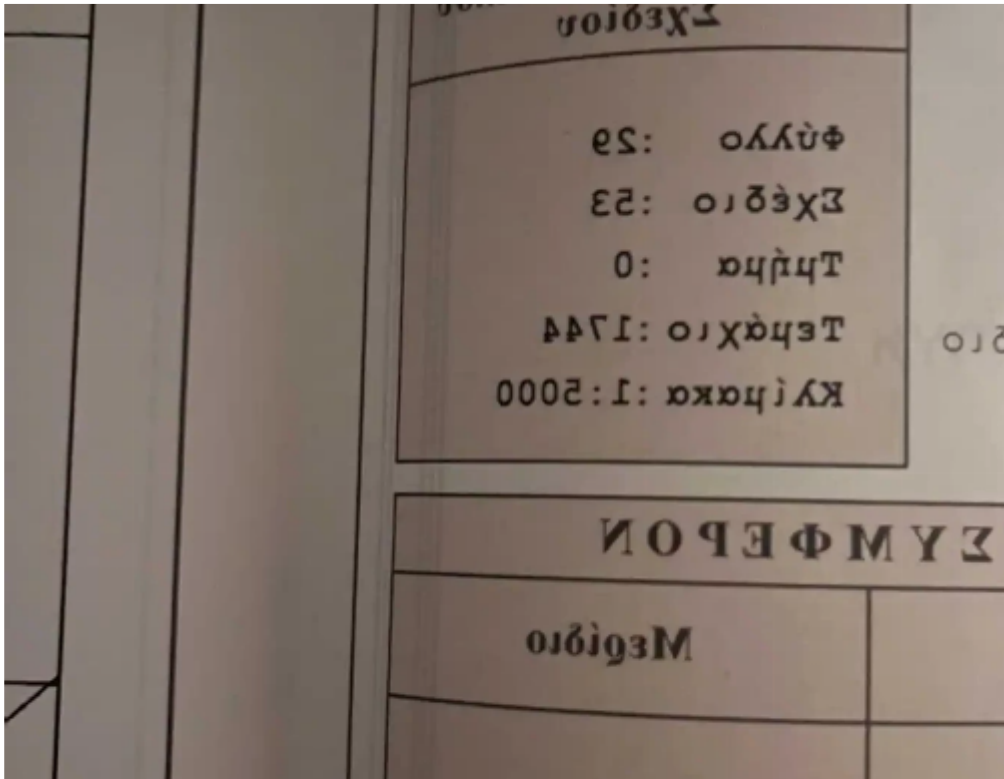 Σχεδίου
Φύλλο :29
Σχέδιο :53
Τμήμα :0
Τεμάχιο :1744
Κλίμακα :1:5000
ΣΥΜΦΕΡΟΝ
Μερίδιο